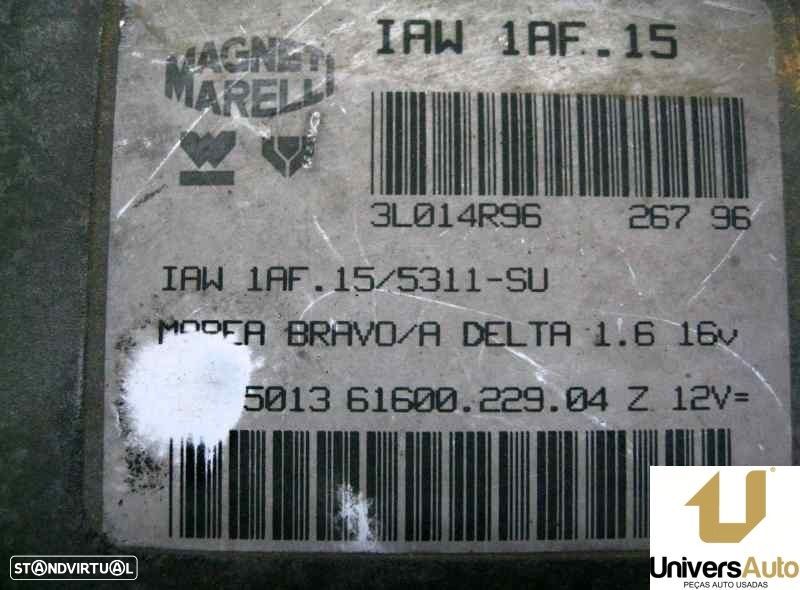 IAW 1AF.15
MAGNETI
MARELLI
3L014R96 267 96
IAW 1AF.15/5311-SU
BRAVO/A DELTA 1.6 16v
5013 61600.229.04 Z 12V=
STANDVIRTUAL
UniversAuto
PEÇAS AUTO USADAS